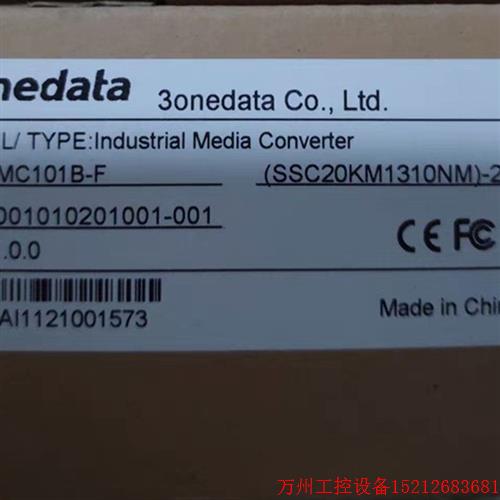 nedata 3onedata Co., Ltd.
L/ TYPE:Industrial Media Converter
MC101B-F (SSC20KM1310NM)-2
001010201001-001
.0.0 CE FC
AI1121001573 Made in Chin
万州工控设备15212683681